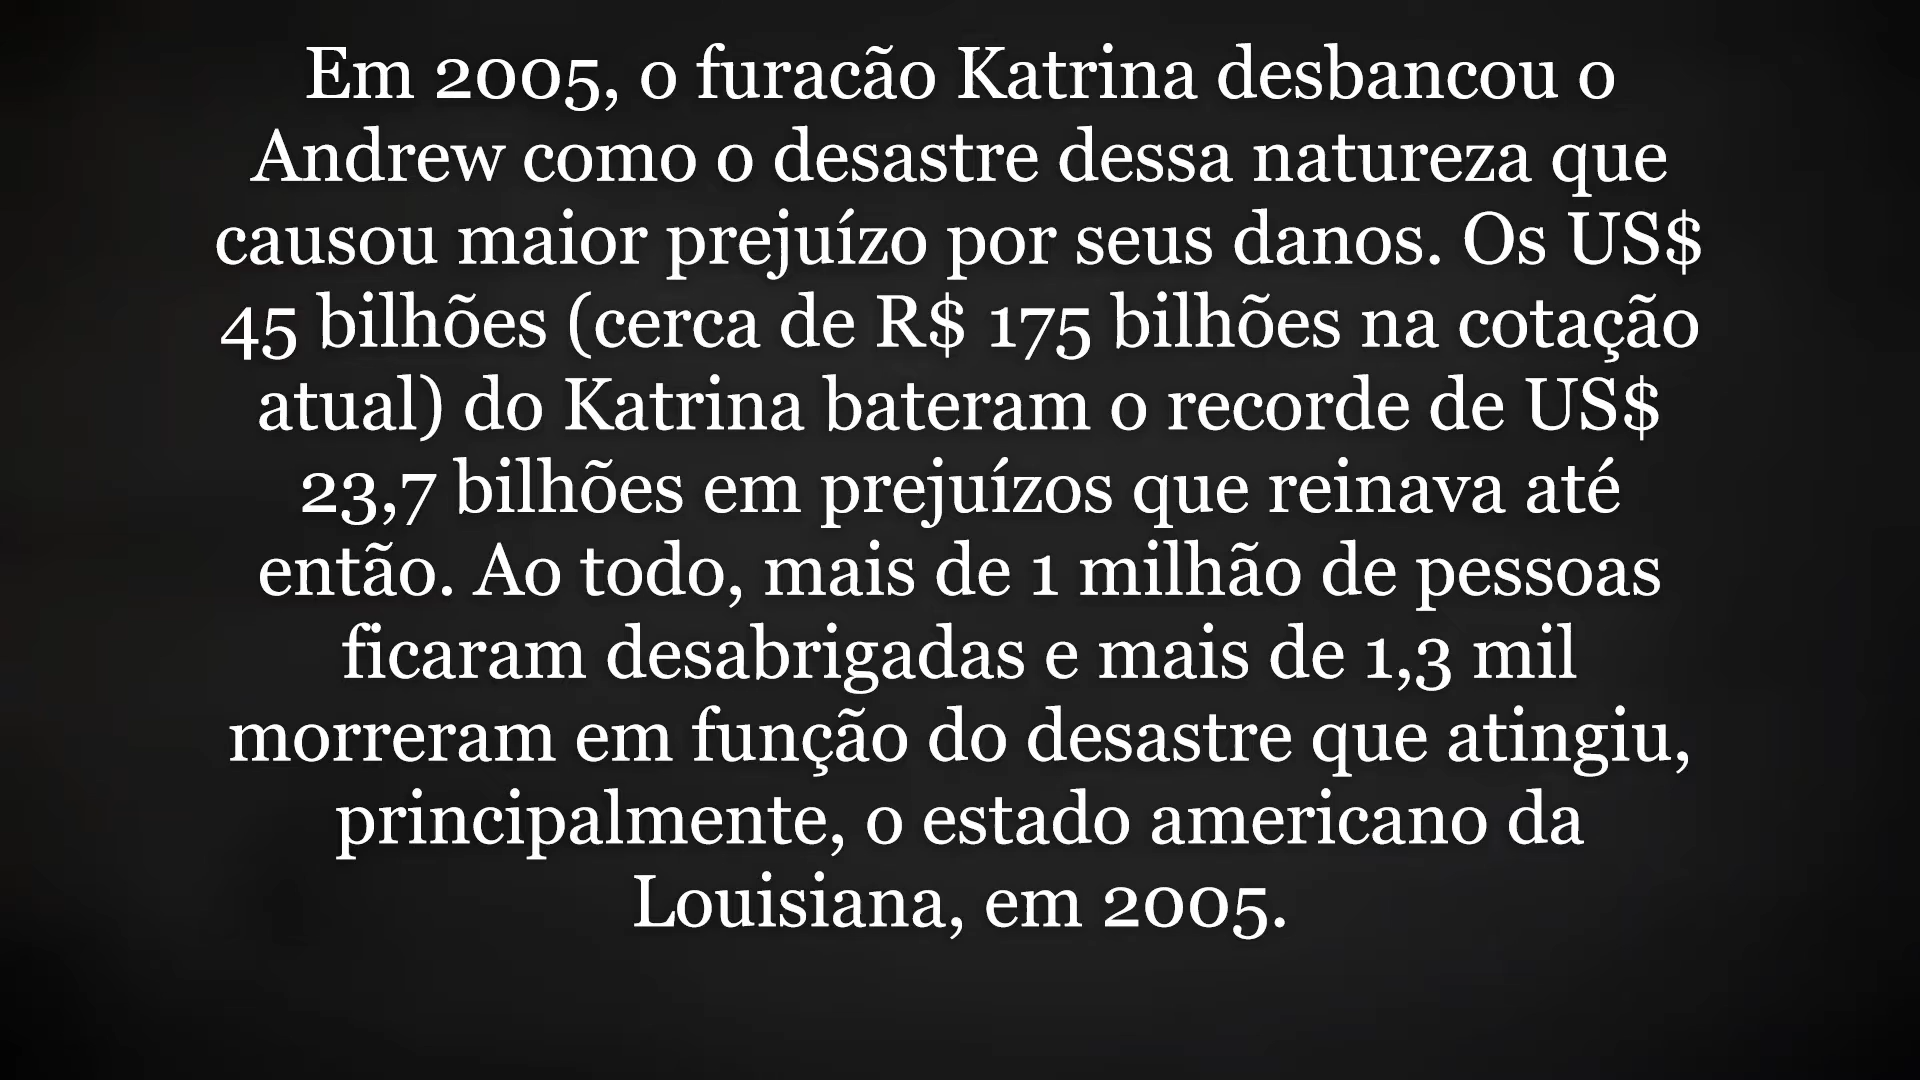 Em 2005, o furacão Katrina desbancou o
Andrew como o desastre dessa natureza que
causou maior prejuízo por seus danos. Os US$
45 bilhões (cerca de R$ 175 bilhões na cotação
atual) do Katrina bateram o recorde de US$
23,7 bilhões em prejuízos que reinava até
então. Ao todo, mais de 1 milhão de pessoas
ficaram desabrigadas e mais de 1,3 mil
morreram em função do desastre que atingiu,
principalmente, o estado americano da
Louisiana, em 2005.